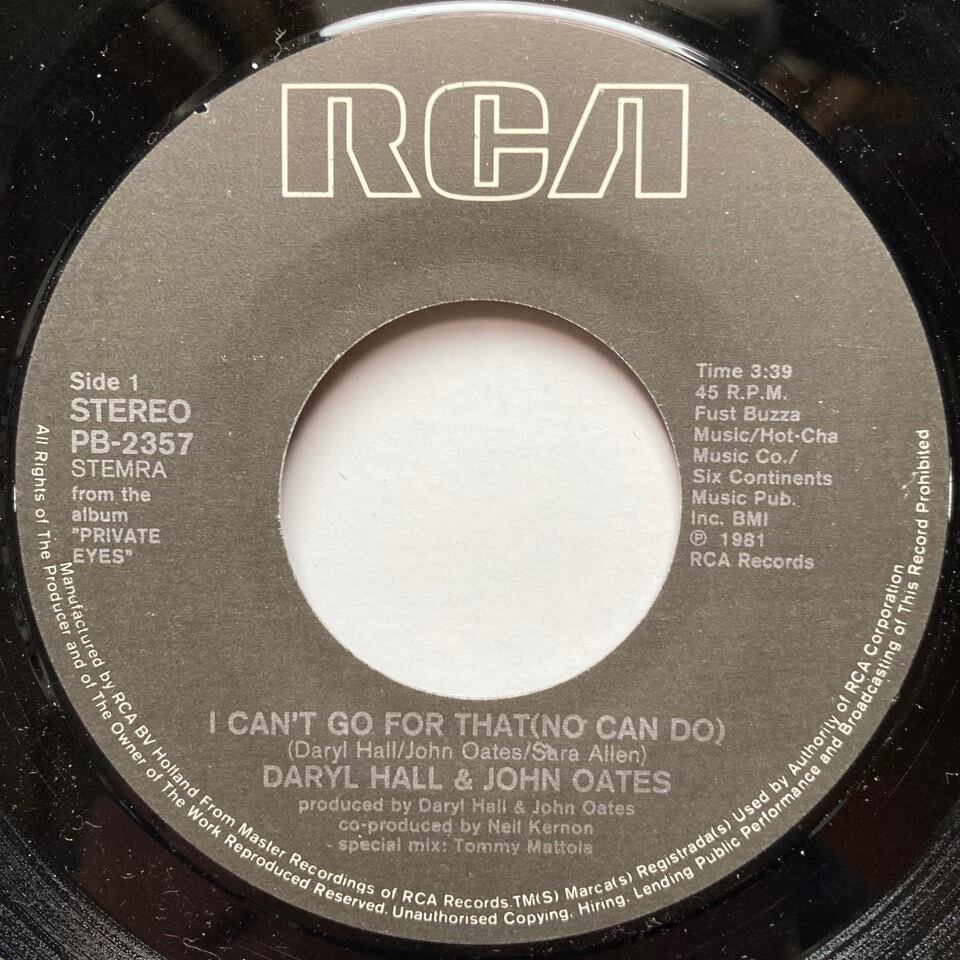 RCA
Side 1
STEREO
PB-2357
STEMRA
from the
album
"PRIVATE
EYES"
Time 3:39
45 R.P.M.
Fust Buzza
Music/Hot-Cha
Music Co./
Six Continents
Music Pub.
Inc. BMI
℗ 1981
RCA Records
I CAN'T GO FOR THAT(NO CAN DO)
(Daryl Hall/John Oates/Sara Allen)
DARYL HALL & JOHN OATES
produced by Daryl Hall & John Oates
co-produced by Neil Kernon
special mix: Tommy Mattola
Manufactured by RCA BV Holland From Master Recordings of RCA Records.TM(S) Marca(s) Registrada(s) Used by Authority of RCA Corporation
All Rights of The Producer and of The Owner of The Work Reproduced Reserved. Unauthorised Copying, Hiring, Lending Public Performance and Broadcasting of This Record Prohibited